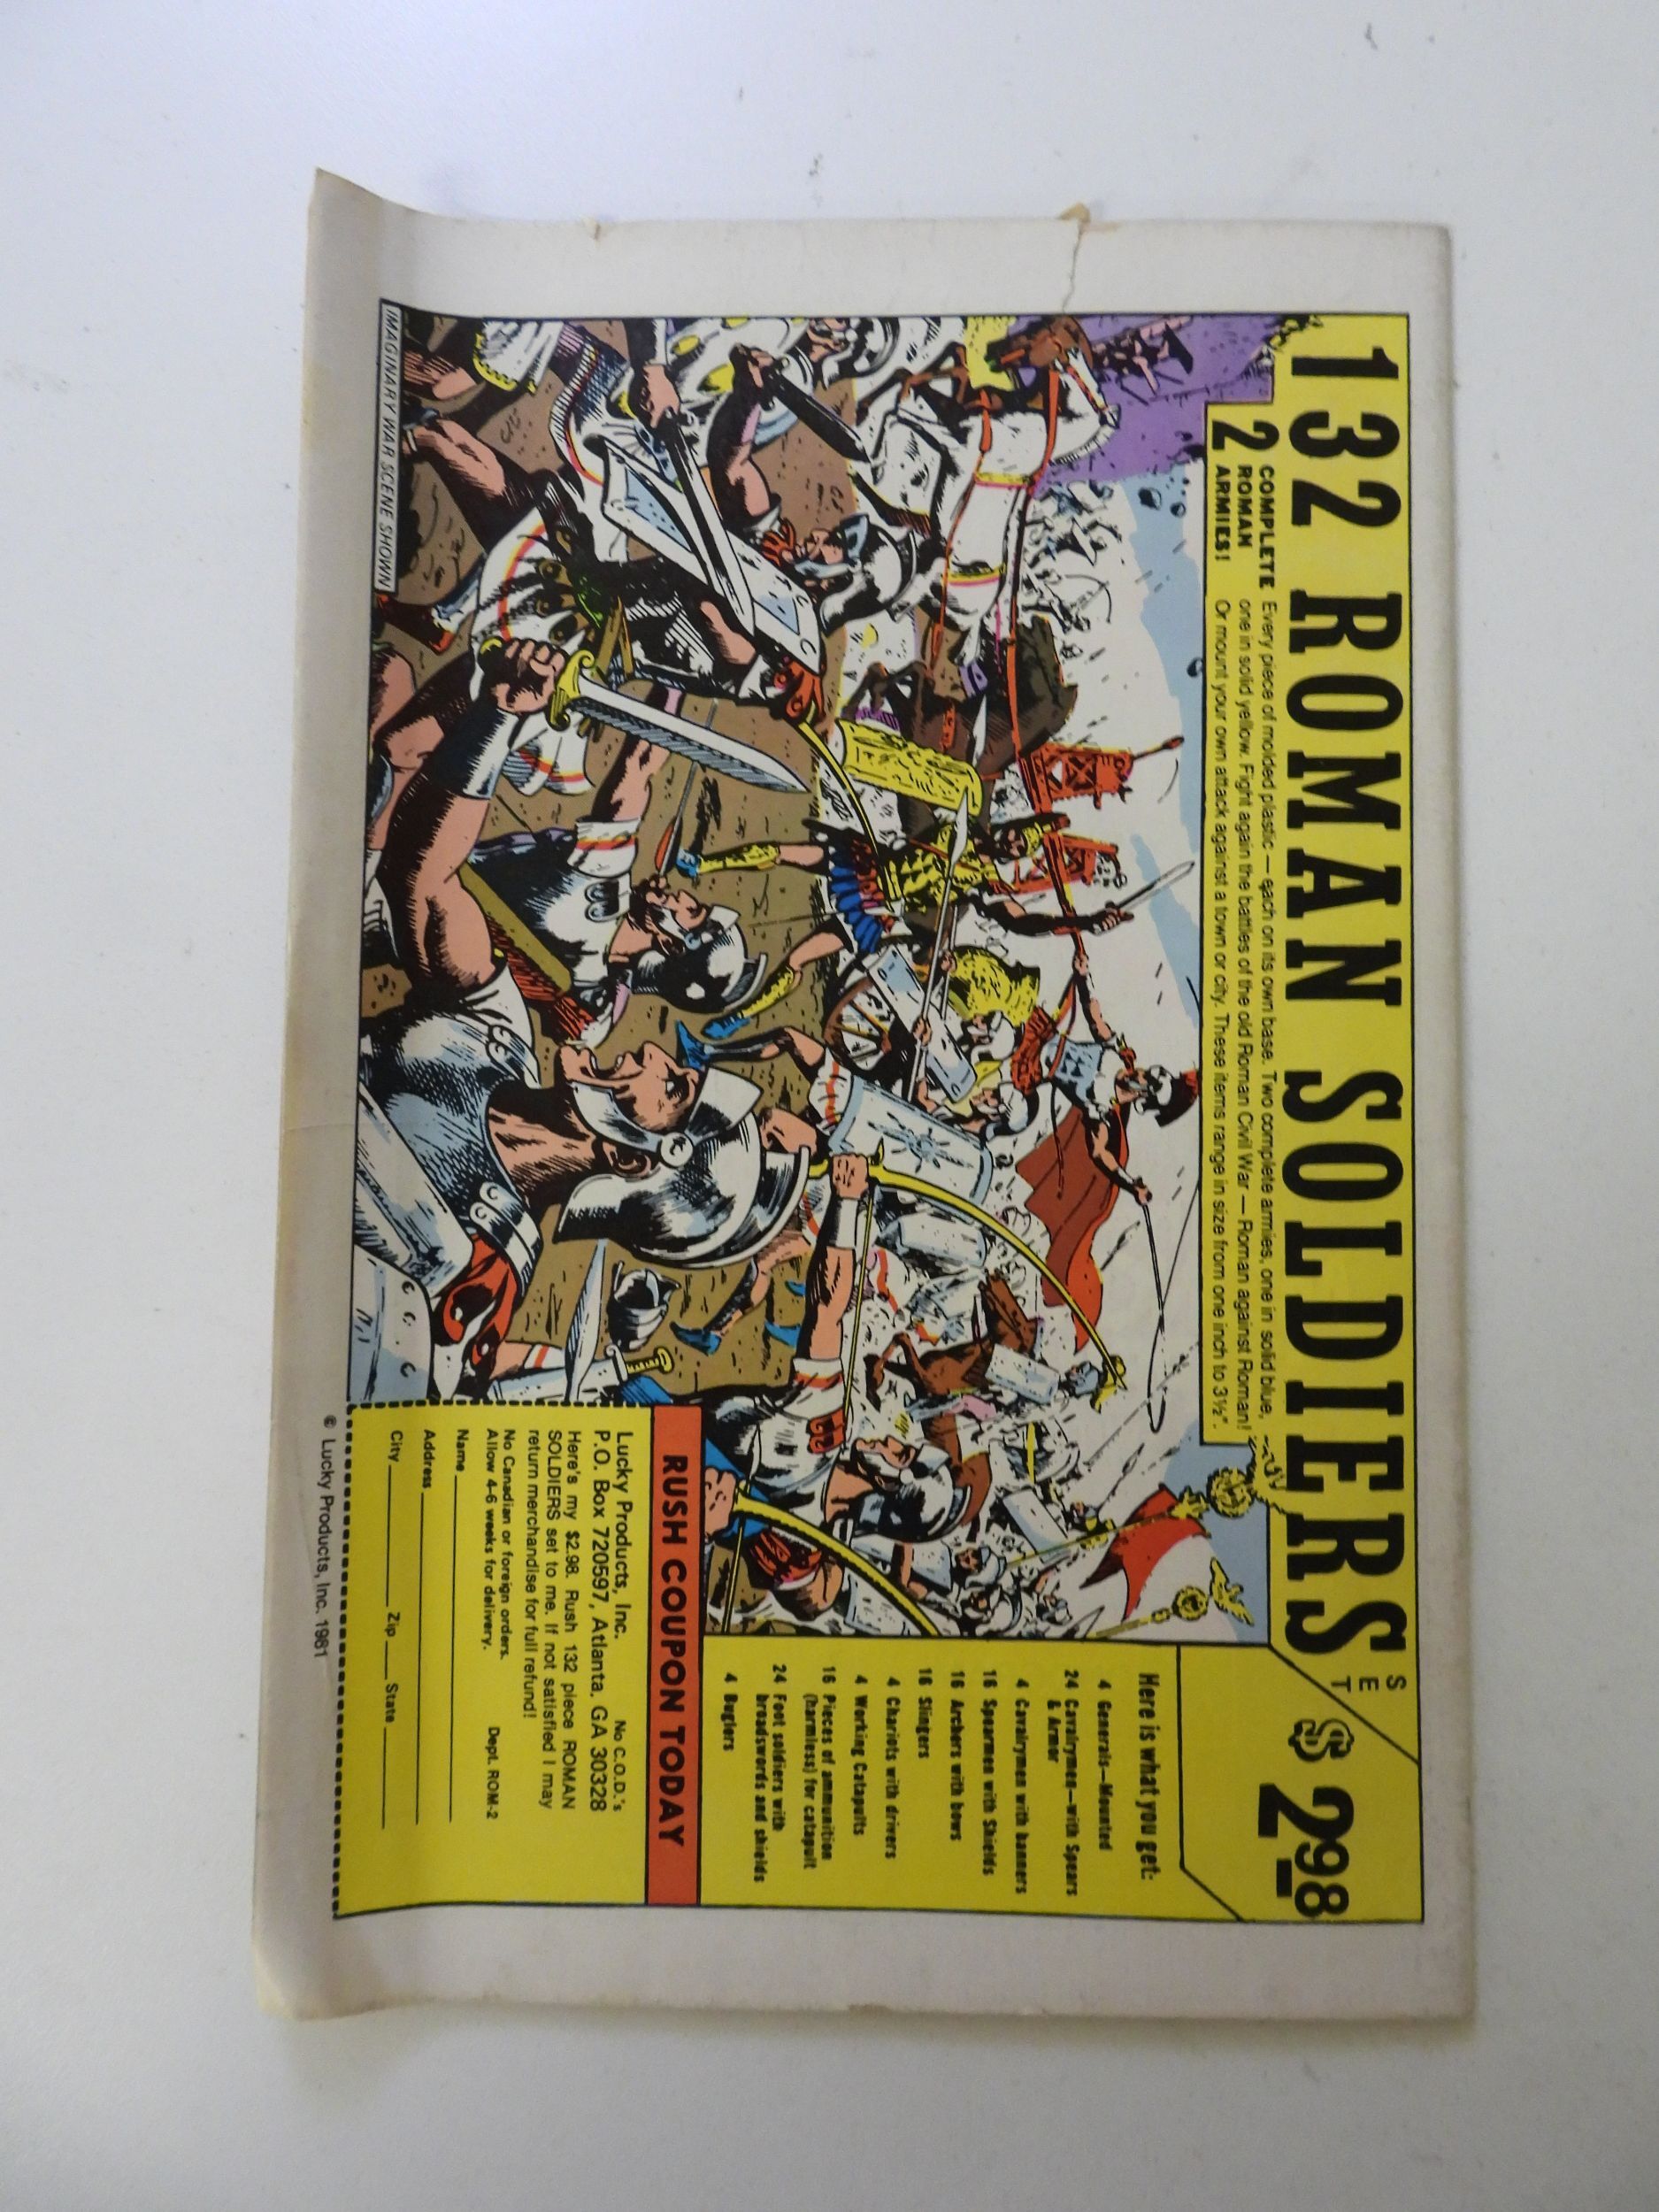 132 ROMAN SOLDIERS SET $2.98
2 COMPLETE ROMAN ARMIES!
Every piece of molded plastic — each on its own base. Two complete armies, one in solid blue,
one in solid yellow. Fight again the battles of the old Roman Civil War — Roman against Roman!
Or mount your own attack against a town or city. These items range in size from one inch to 3½".
Here is what you get:
4 Generals—Mounted
24 Cavalrymen—with Spears
& Armor
4 Cavalrymen with banners
16 Spearmen with Shields
16 Archers with bows
16 Slingers
4 Chariots with drivers
4 Working Catapults
16 Pieces of ammunition
(harmless) for catapult
24 Foot soldiers with
broadswords and shields
4 Buglers
IMAGINARY WAR SCENE SHOWN
RUSH COUPON TODAY
Lucky Products, Inc. No C.O.D.'s
P.O. Box 720597, Atlanta, GA 30328
Here's my $2.98. Rush 132 piece ROMAN
SOLDIERS set to me. If not satisfied I may
return merchandise for full refund!
No Canadian or foreign orders.
Allow 4-6 weeks for delivery. Dept. ROM-2
Name
Address
City Zip State
© Lucky Products, Inc. 1981